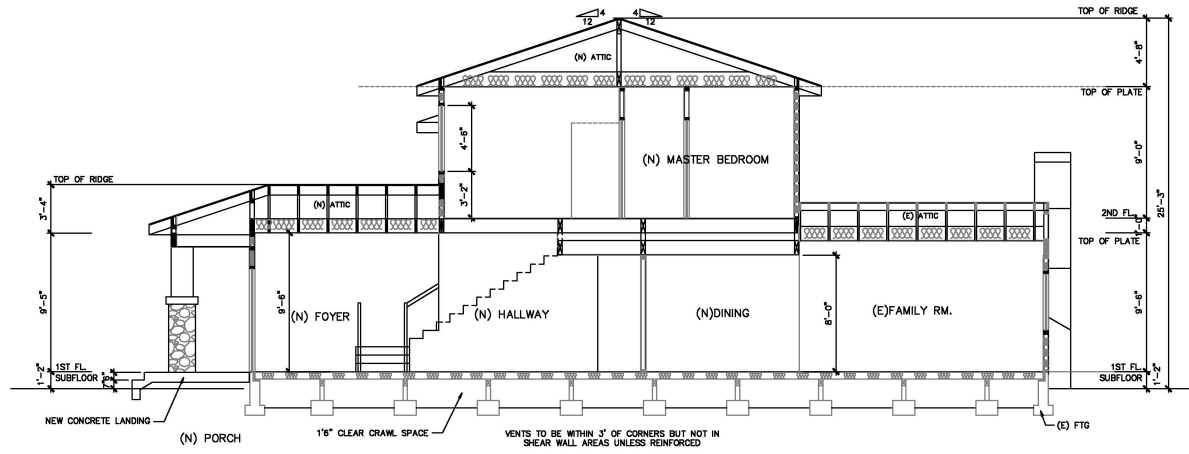 4
12
4
12
TOP OF RIDGE
4'-8"
(N) ATTIC
TOP OF PLATE
4'-6"
9'-0"
(N) MASTER BEDROOM
3'-2"
TOP OF RIDGE
3'-4"
(N) ATTIC
(E) ATTIC
2ND FL.
1'-0"
25'-3"
TOP OF PLATE
9'-5"
9'-6"
(N) FOYER
(N) HALLWAY
(N)DINING
8'-0"
(E)FAMILY RM.
9'-6"
1ST FL.
SUBFLOOR
1'-2"
1ST FL.
SUBFLOOR
1'-2"
NEW CONCRETE LANDING
(N) PORCH
1'6" CLEAR CRAWL SPACE
VENTS TO BE WITHIN 3' OF CORNERS BUT NOT IN
SHEAR WALL AREAS UNLESS REINFORCED
(E) FTG